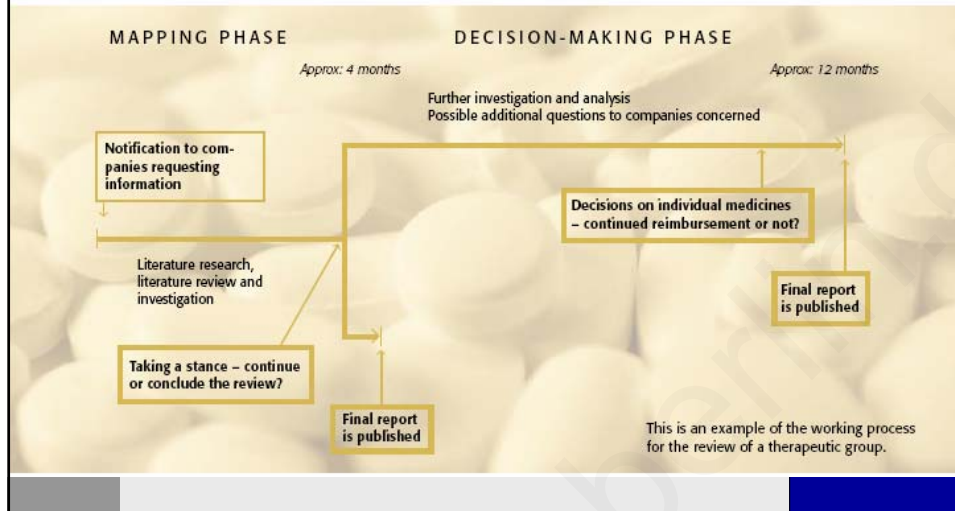 MAPPING PHASE
DECISION-MAKING PHASE
Approx: 4 months
Approx: 12 months
Further investigation and analysis
Possible additional questions to companies concerned
Notification to com-
panies requesting
information
Decisions on individual medicines
– continued reimbursement or not?
Literature research,
literature review and
investigation
Final report
is published
Taking a stance – continue
or conclude the review?
Final report
is published
This is an example of the working process
for the review of a therapeutic group.